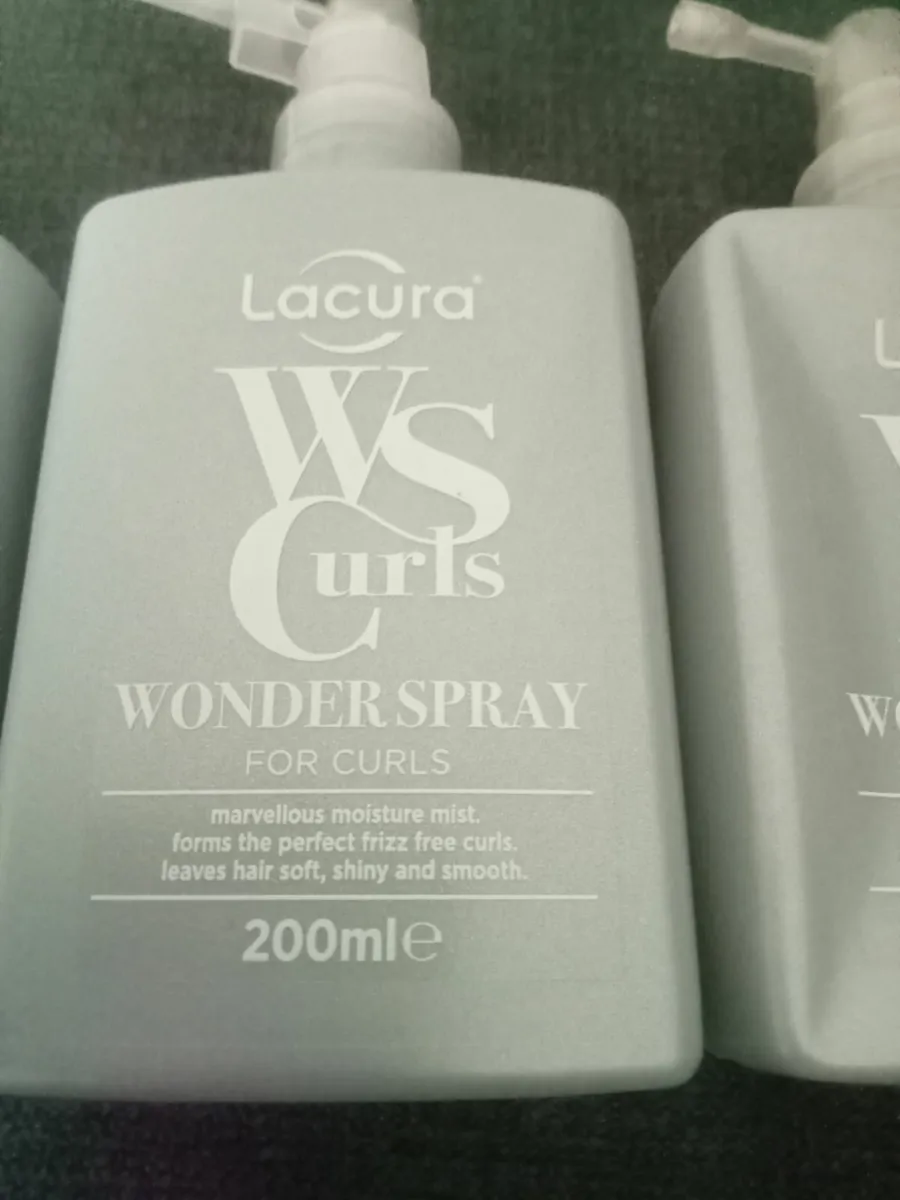 Lacura®
WS
Curls
WONDER SPRAY
FOR CURLS
marvellous moisture mist.
forms the perfect frizz free curls.
leaves hair soft, shiny and smooth.
200ml℮
L
W
WO